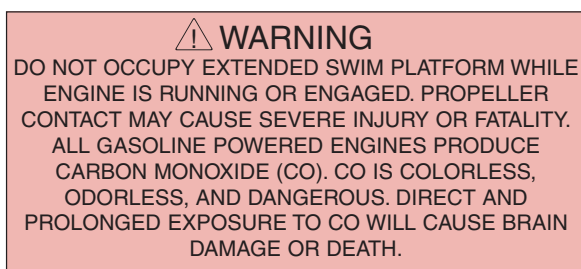 ⚠ WARNING
DO NOT OCCUPY EXTENDED SWIM PLATFORM WHILE
ENGINE IS RUNNING OR ENGAGED. PROPELLER
CONTACT MAY CAUSE SEVERE INJURY OR FATALITY.
ALL GASOLINE POWERED ENGINES PRODUCE
CARBON MONOXIDE (CO). CO IS COLORLESS,
ODORLESS, AND DANGEROUS. DIRECT AND
PROLONGED EXPOSURE TO CO WILL CAUSE BRAIN
DAMAGE OR DEATH.